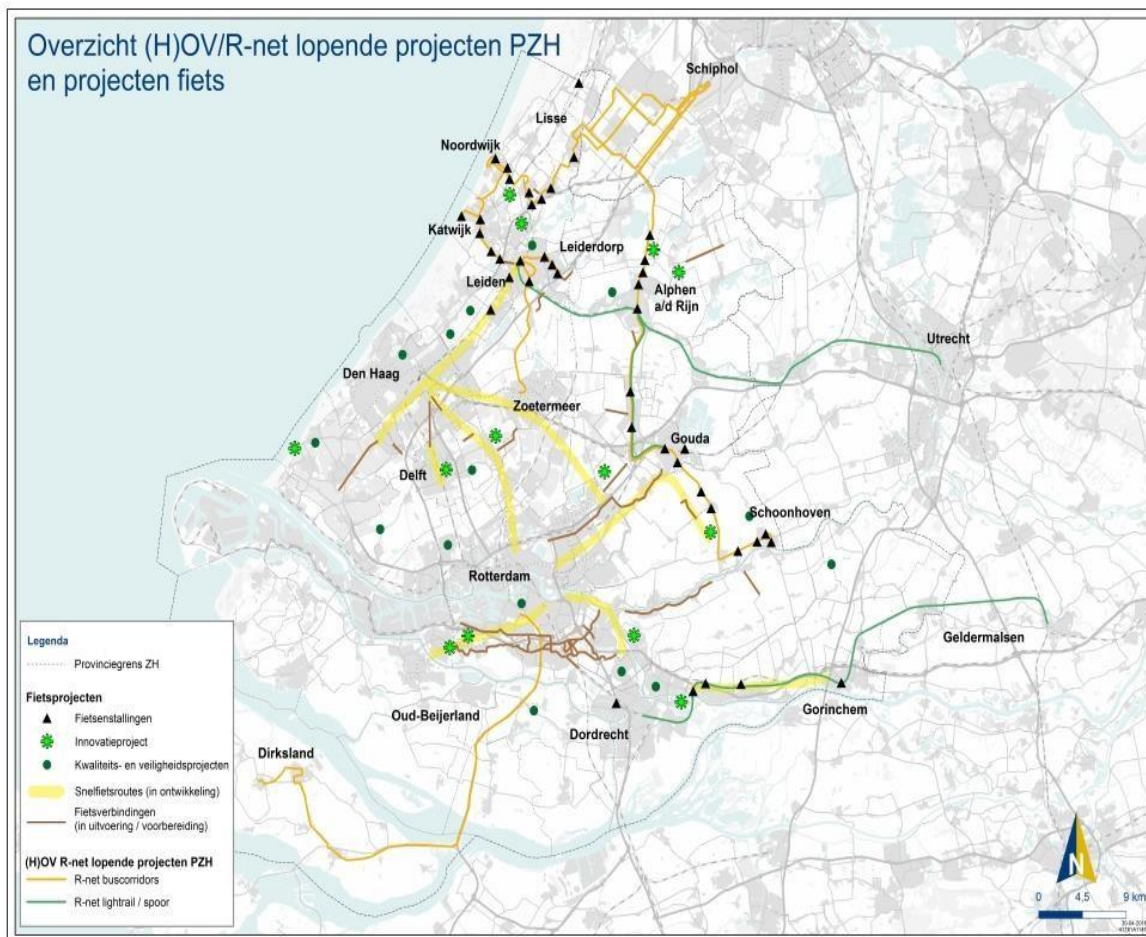 Overzicht (H)OV/R-net lopende projecten PZH
en projecten fiets
Schiphol
Lisse
Noordwijk
Katwijk
Leiderdorp
Leiden
Alphen
a/d Rijn
Utrecht
Den Haag
Zoetermeer
Gouda
Delft
Schoonhoven
Rotterdam
Geldermalsen
Oud-Beijerland
Gorinchem
Dordrecht
Dirksland
Legenda
Provinciegrens ZH
Fietsprojecten
Fietsenstallingen
Innovatieproject
Kwaliteits- en veiligheidsprojecten
Snelfietsroutes (in ontwikkeling)
Fietsverbindingen
(in uitvoering / voorbereiding)
(H)OV R-net lopende projecten PZH
R-net buscorridors
R-net lightrail / spoor
N
0 4,5 9 km